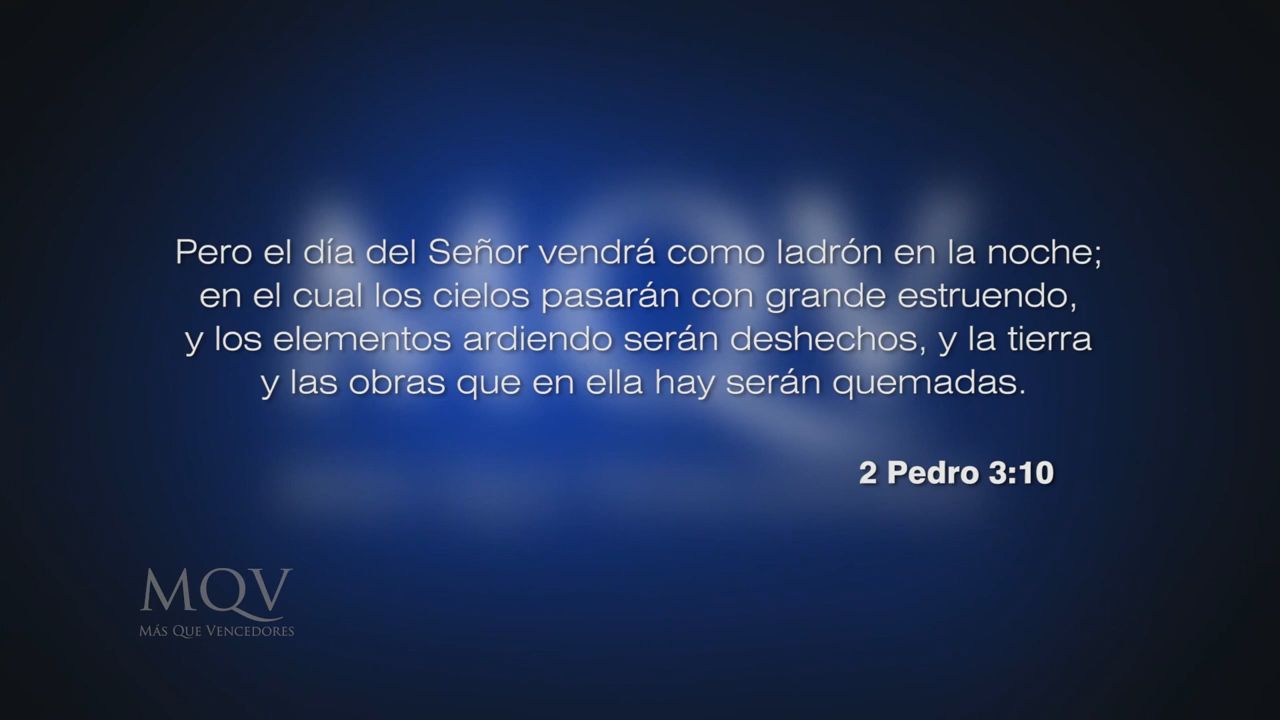 Pero el día del Señor vendrá como ladrón en la noche;
en el cual los cielos pasarán con grande estruendo,
y los elementos ardiendo serán deshechos, y la tierra
y las obras que en ella hay serán quemadas.
2 Pedro 3:10
MQV
MÁS QUE VENCEDORES